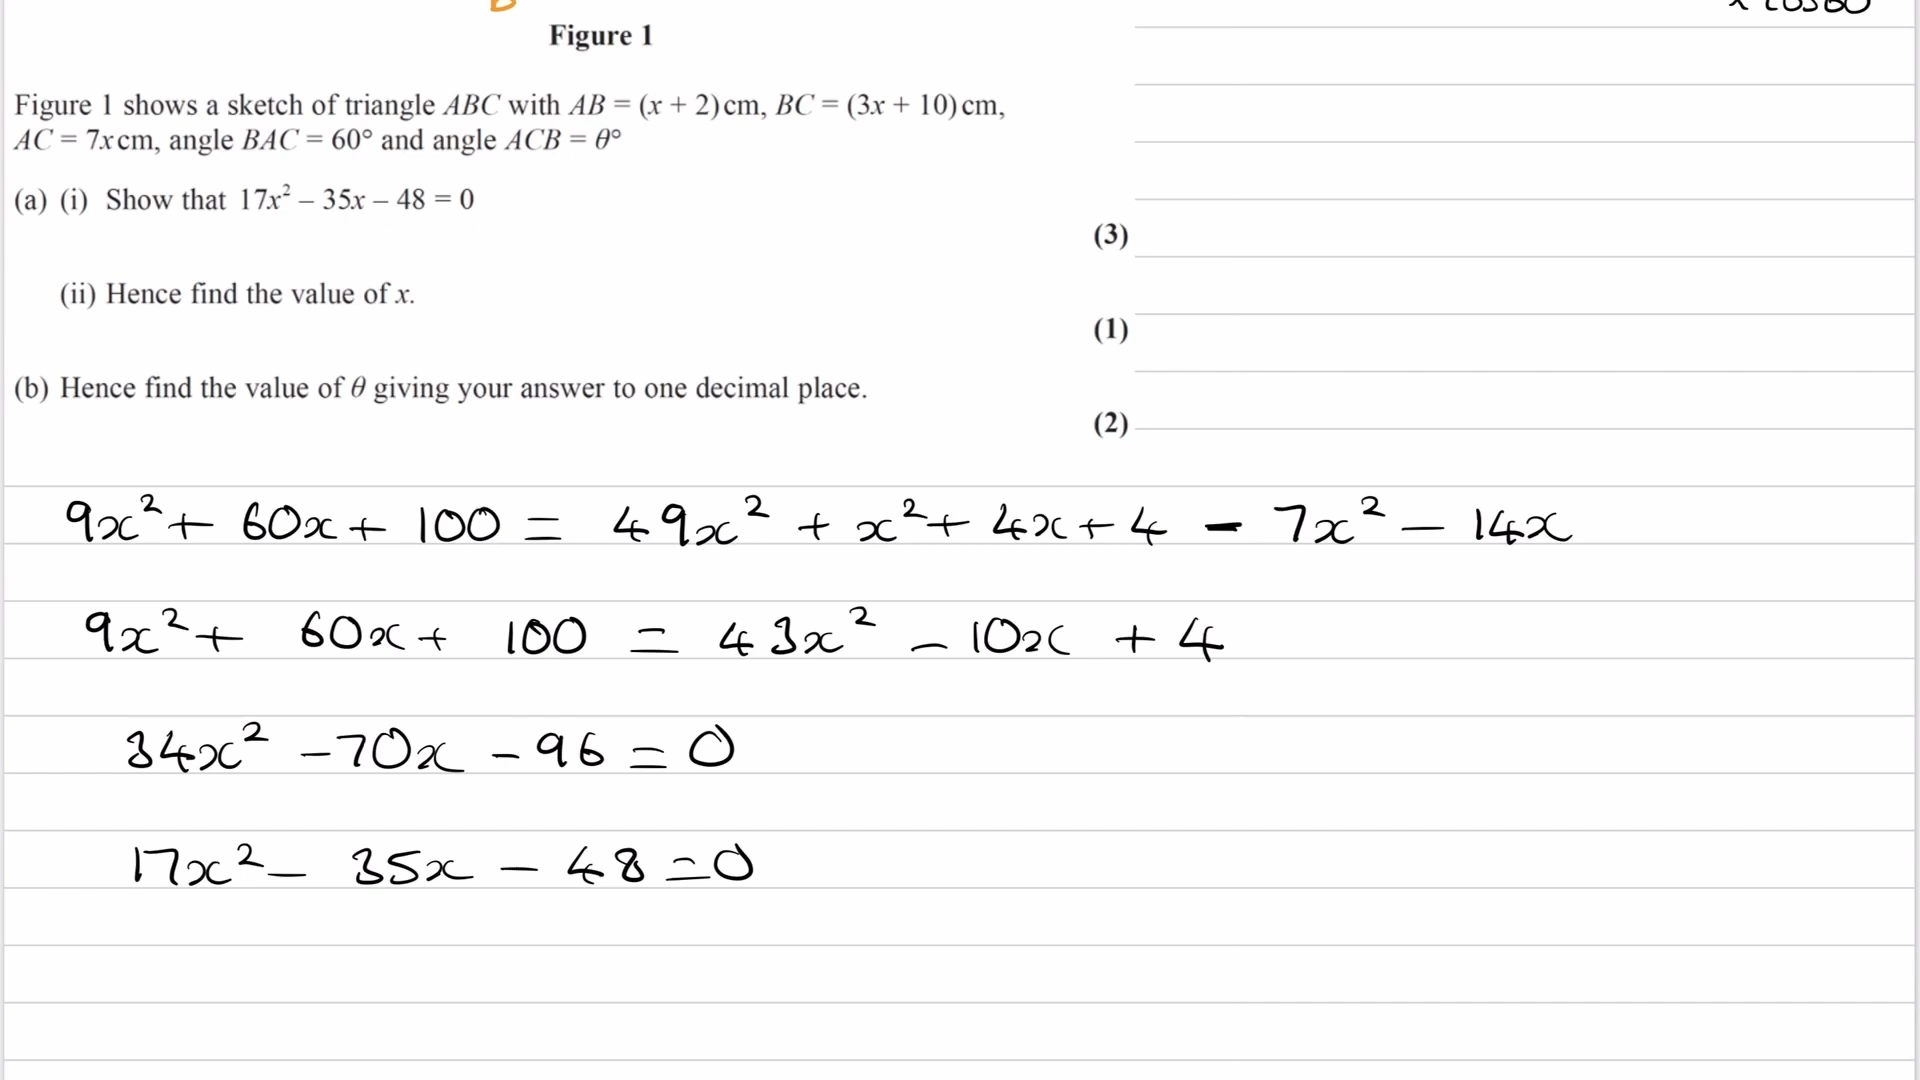 Figure 1
Figure 1 shows a sketch of triangle ABC with AB = (x + 2) cm, BC = (3x + 10) cm,
AC = 7x cm, angle BAC = 60° and angle ACB = θ°
(a) (i) Show that 17x² – 35x – 48 = 0
(3)
(ii) Hence find the value of x.
(1)
(b) Hence find the value of θ giving your answer to one decimal place.
(2)
9x² + 60x + 100 = 49x² + x² + 4x + 4 - 7x² - 14x
9x² + 60x + 100 = 43x² - 10x + 4
34x² - 70x - 96 = 0
17x² - 35x - 48 = 0